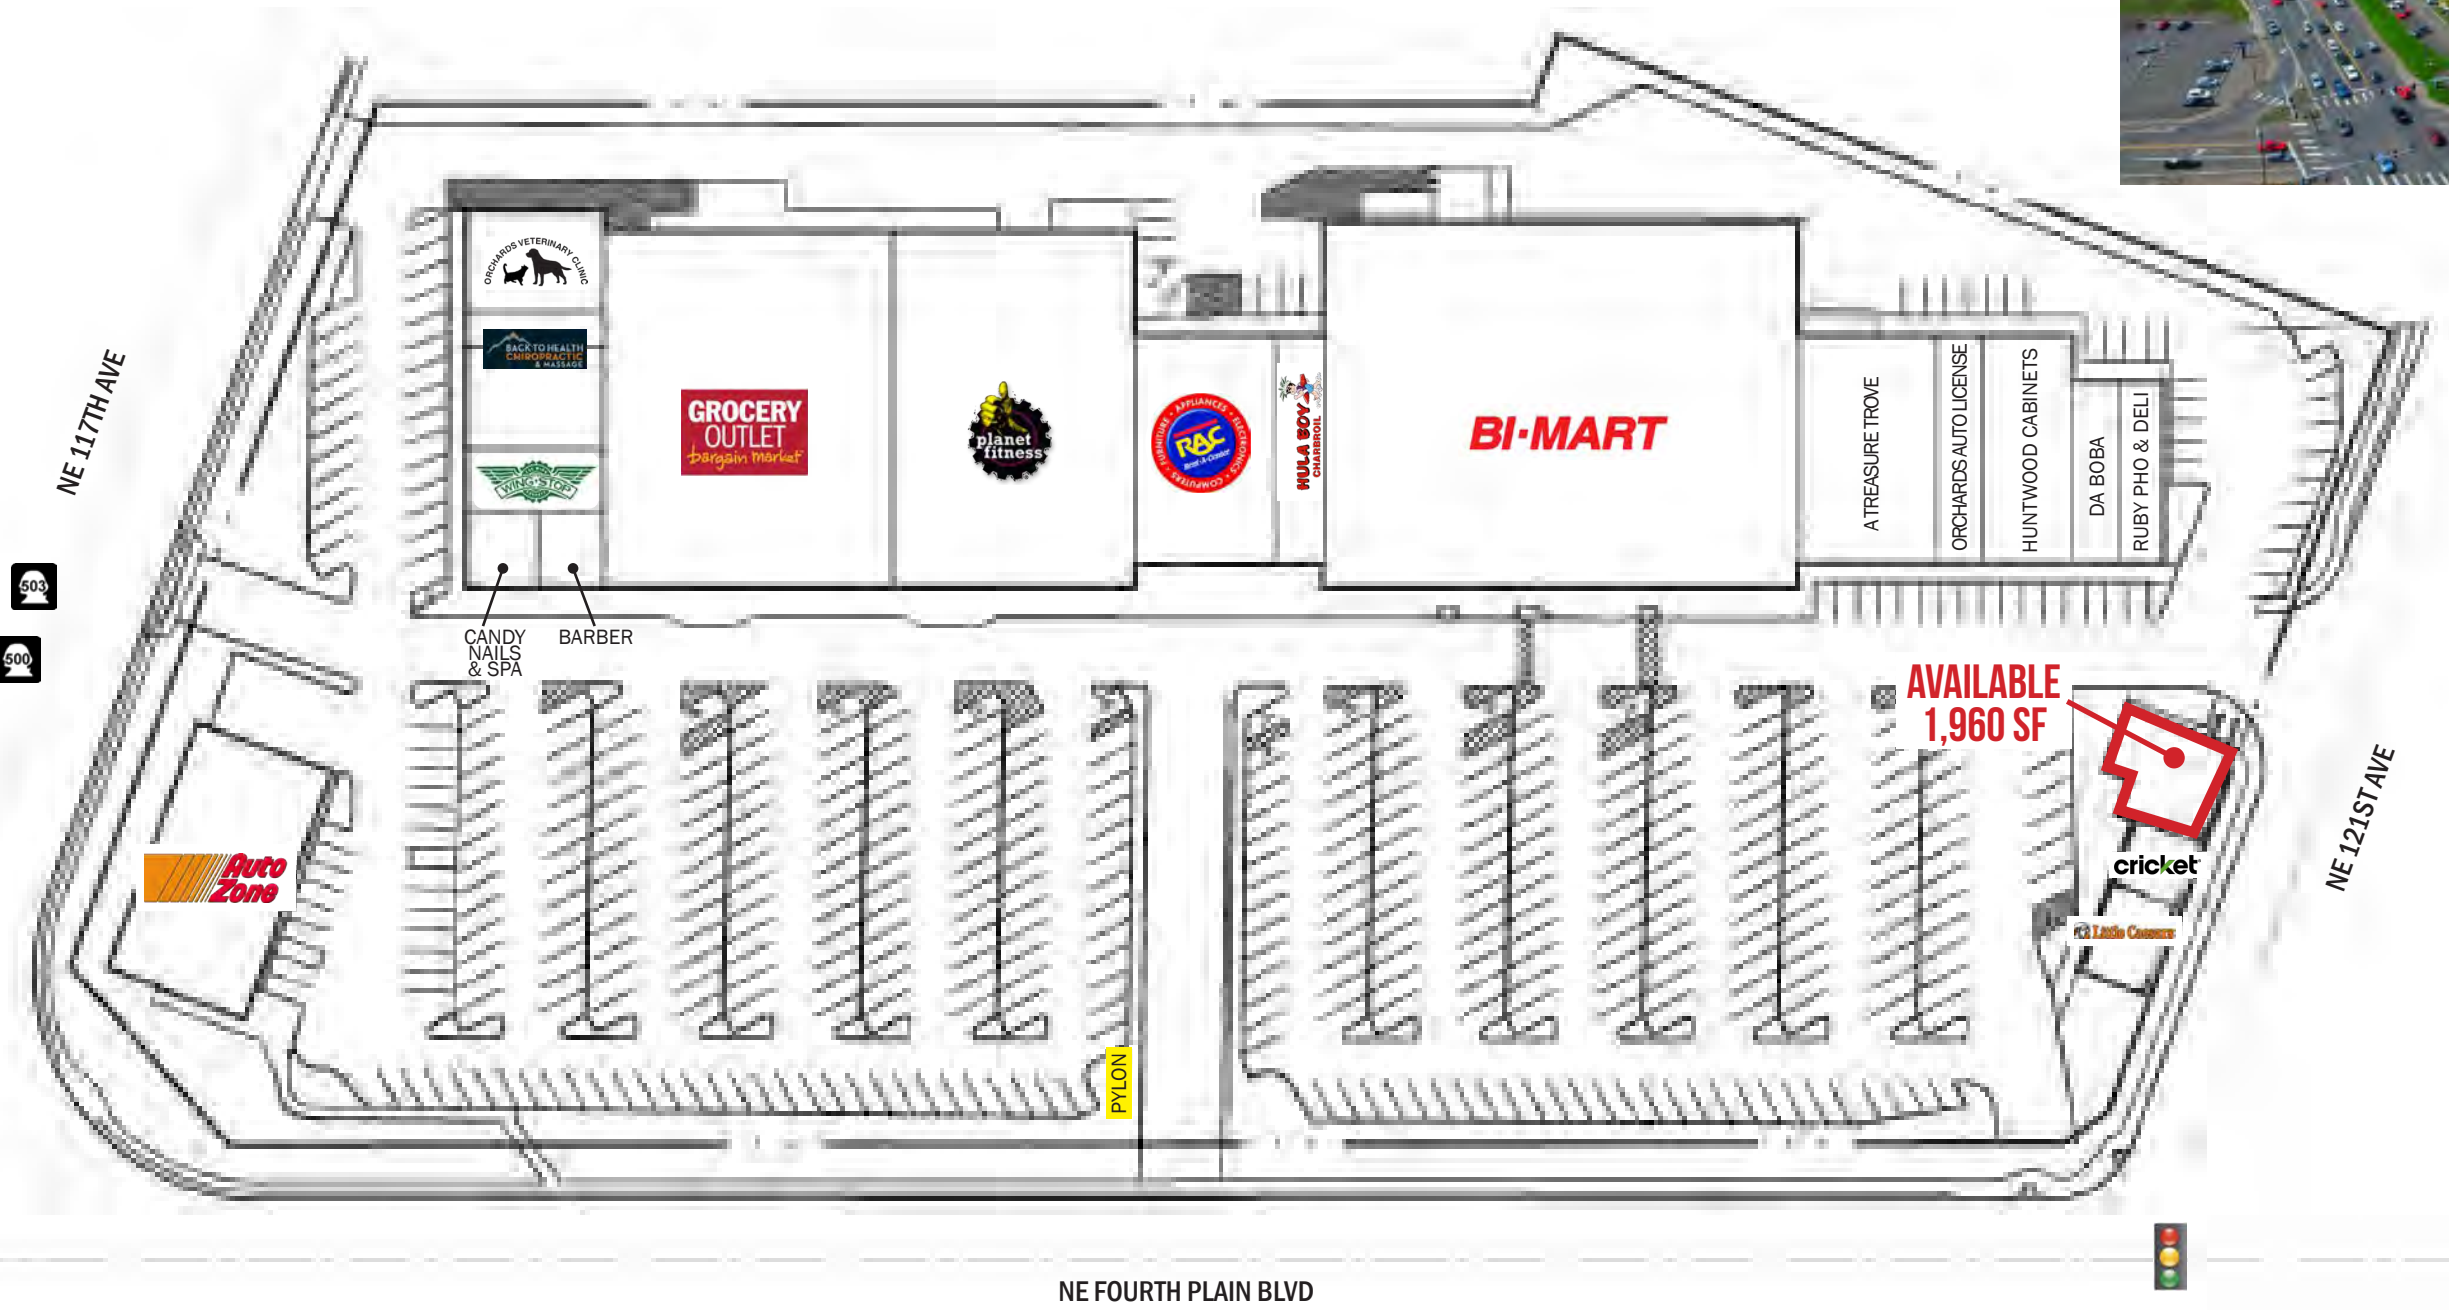 ORCHARDS VETERINARY CLINIC
BACK TO HEALTH
CHIROPRACTIC
& MASSAGE
WING·STOP
GROCERY
OUTLET
bargain market
planet
fitness
FURNITURE • APPLIANCES • ELECTRONICS • COMPUTERS •
RAC
Rent-A-Center
HULA BOY
CHARBROIL
BI·MART
A TREASURE TROVE
ORCHARDS AUTO LICENSE
HUNTWOOD CABINETS
DA BOBA
RUBY PHO & DELI
NE 117TH AVE
503
500
CANDY
NAILS
& SPA
BARBER
AVAILABLE
1,960 SF
Auto
Zone
cricket
Little Caesars
NE 121ST AVE
PYLON
NE FOURTH PLAIN BLVD